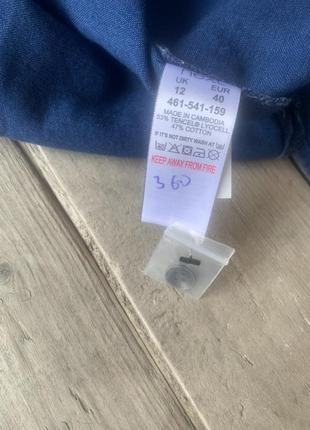 UK EUR
12 40
461-541-159
MADE IN CAMBODIA
53% TENCEL® LYOCELL
47% COTTON
IF IT'S NOT DIRTY WASH AT
KEEP AWAY FROM FIRE
360